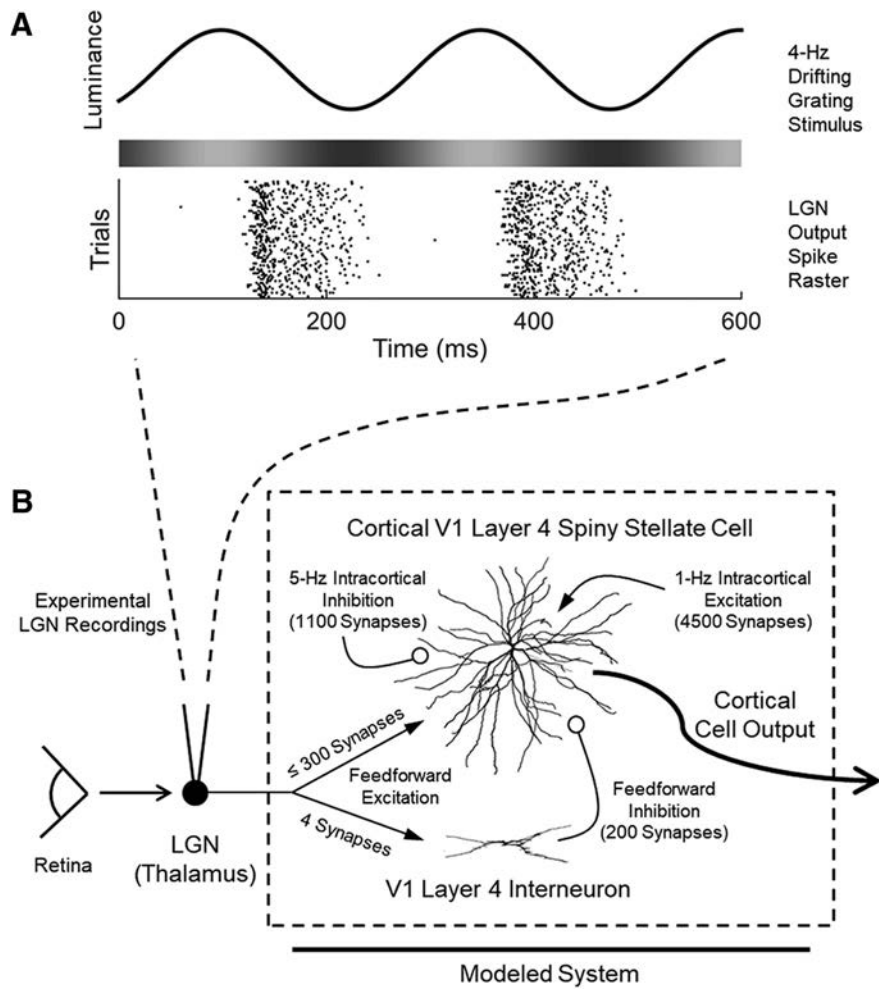 A
Luminance
4-Hz
Drifting
Grating
Stimulus
Trials
LGN
Output
Spike
Raster
0
200
400
600
Time (ms)
B
Cortical V1 Layer 4 Spiny Stellate Cell
5-Hz Intracortical
Inhibition
(1100 Synapses)
1-Hz Intracortical
Excitation
(4500 Synapses)
Experimental
LGN Recordings
Cortical
Cell Output
≤ 300 Synapses
Feedforward
Excitation
4 Synapses
Feedforward
Inhibition
(200 Synapses)
Retina
LGN
(Thalamus)
V1 Layer 4 Interneuron
Modeled System